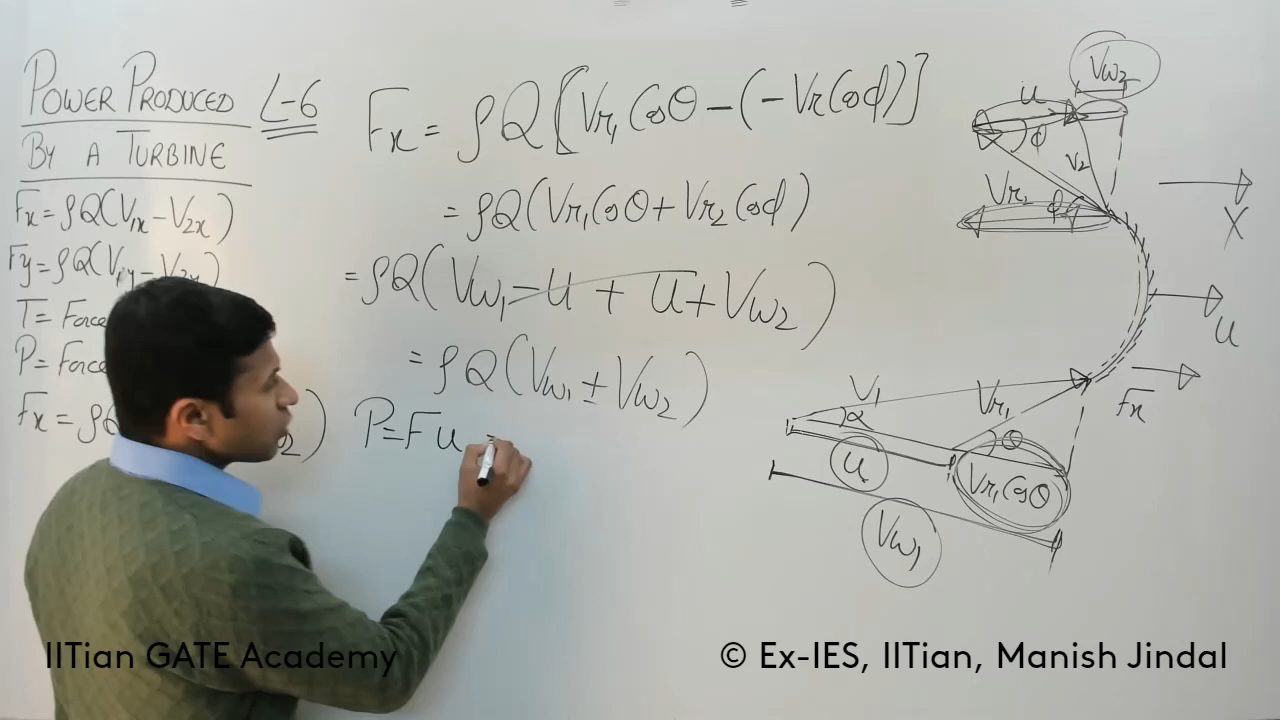 POWER PRODUCED
BY A TURBINE
L-6
Fx = ρQ(V1x - V2x)
Fy = ρQ(V1y - V2y)
T = Force
P = Force
Fx = ρQ
2)
Fx = ρQ[Vr1 Cosθ - (-Vr Cosϕ)]
= ρQ(Vr1 Cosθ + Vr2 Cosϕ)
= ρQ(Vw1 - u + u + Vw2)
= ρQ(Vw1 ± Vw2)
P = Fu =
Vw2
u
ϕ
V2
Vr2
ϕ
X
u
Fx
V1
Vr1
α
θ
u
Vr1 Cosθ
Vw1
IITian GATE Academy
© Ex-IES, IITian, Manish Jindal